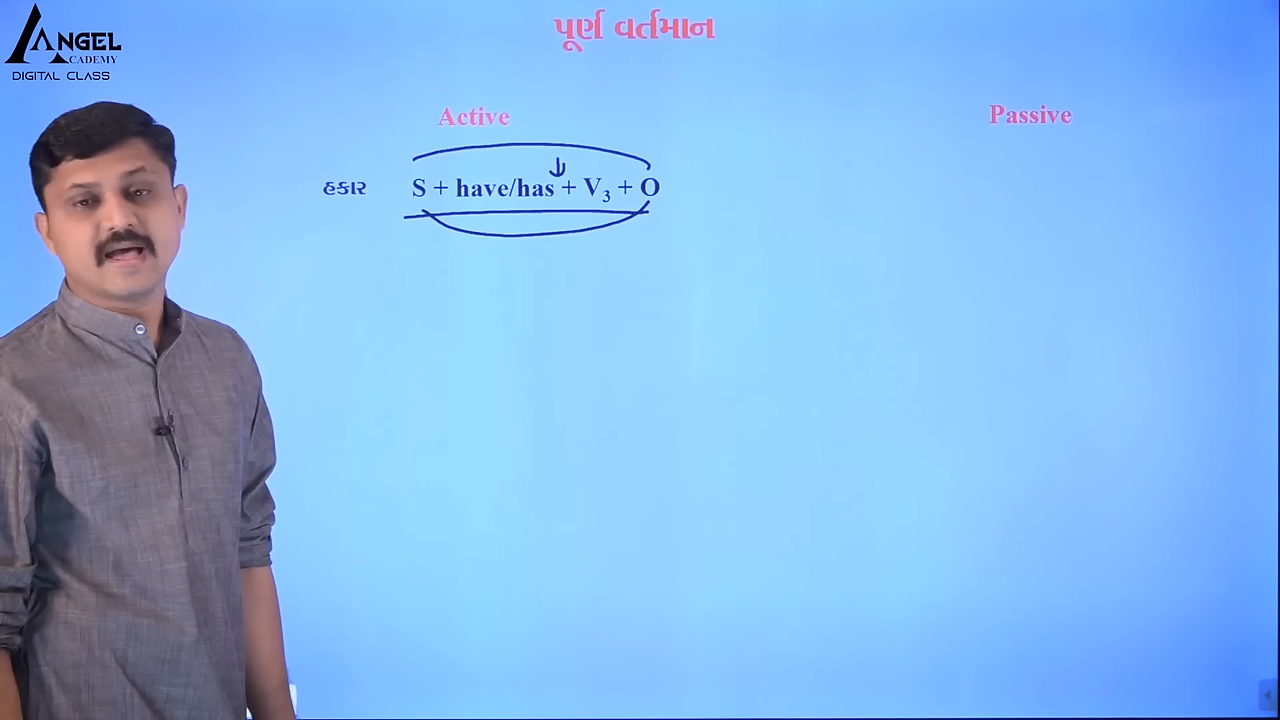 ANGEL
ACADEMY
DIGITAL CLASS
પૂર્ણ વર્તમાન
Active
Passive
હકાર S + have/has + V₃ + O